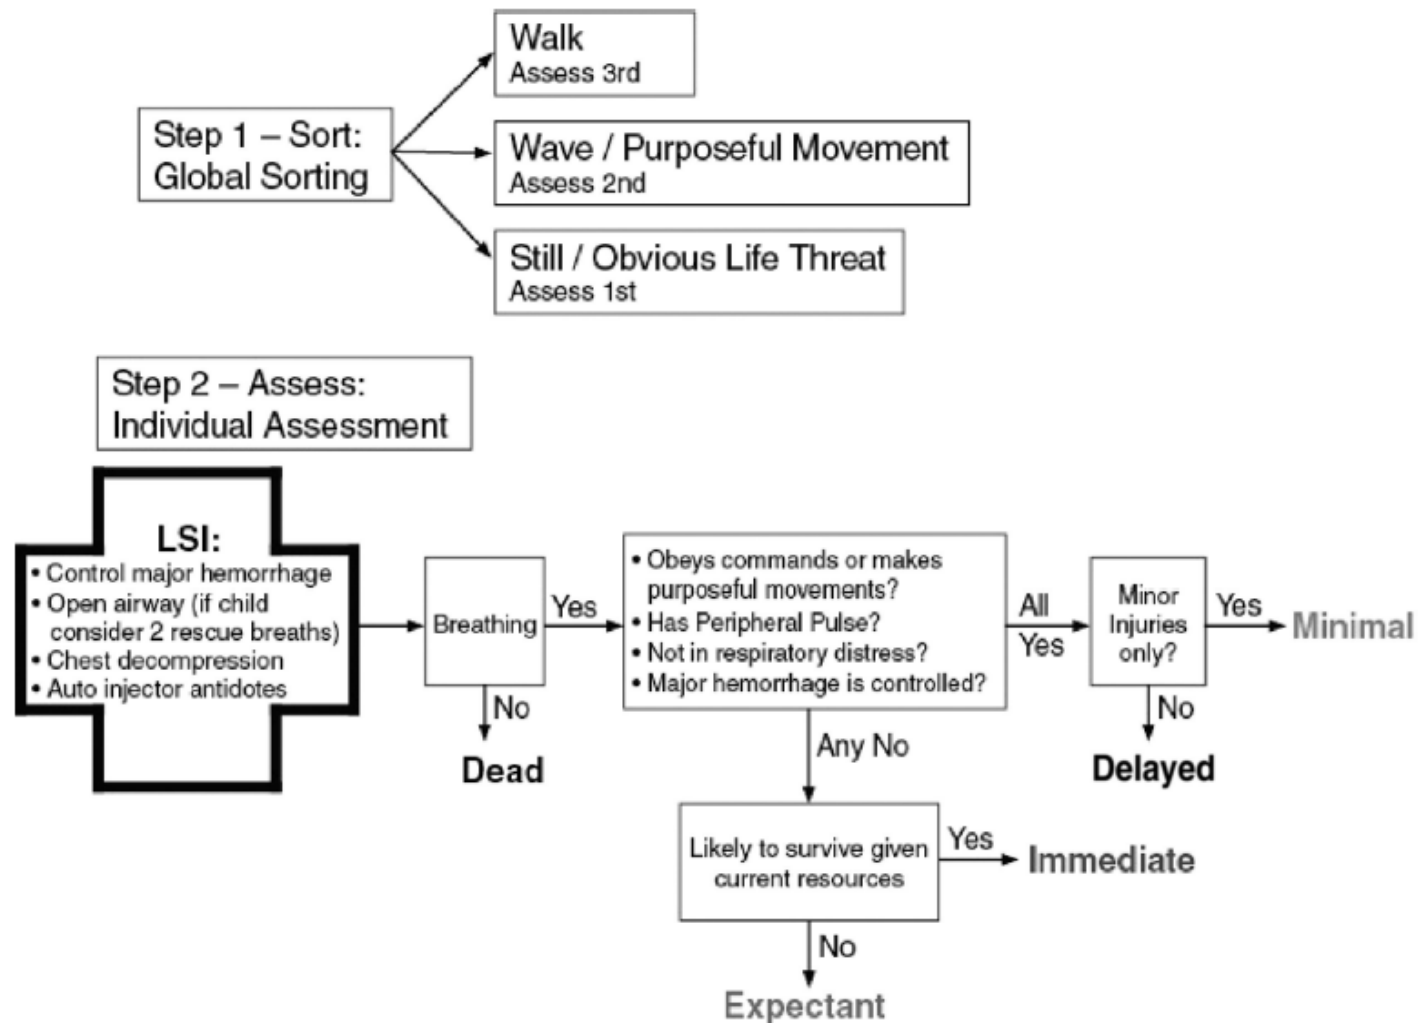 Step 1 – Sort:
Global Sorting
Walk
Assess 3rd
Wave / Purposeful Movement
Assess 2nd
Still / Obvious Life Threat
Assess 1st
Step 2 – Assess:
Individual Assessment
LSI:
• Control major hemorrhage
• Open airway (if child
consider 2 rescue breaths)
• Chest decompression
• Auto injector antidotes
Breathing
Yes
No
Dead
• Obeys commands or makes
purposeful movements?
• Has Peripheral Pulse?
• Not in respiratory distress?
• Major hemorrhage is controlled?
All
Yes
Minor
Injuries
only?
Yes
Minimal
No
Delayed
Any No
Likely to survive given
current resources
Yes
Immediate
No
Expectant